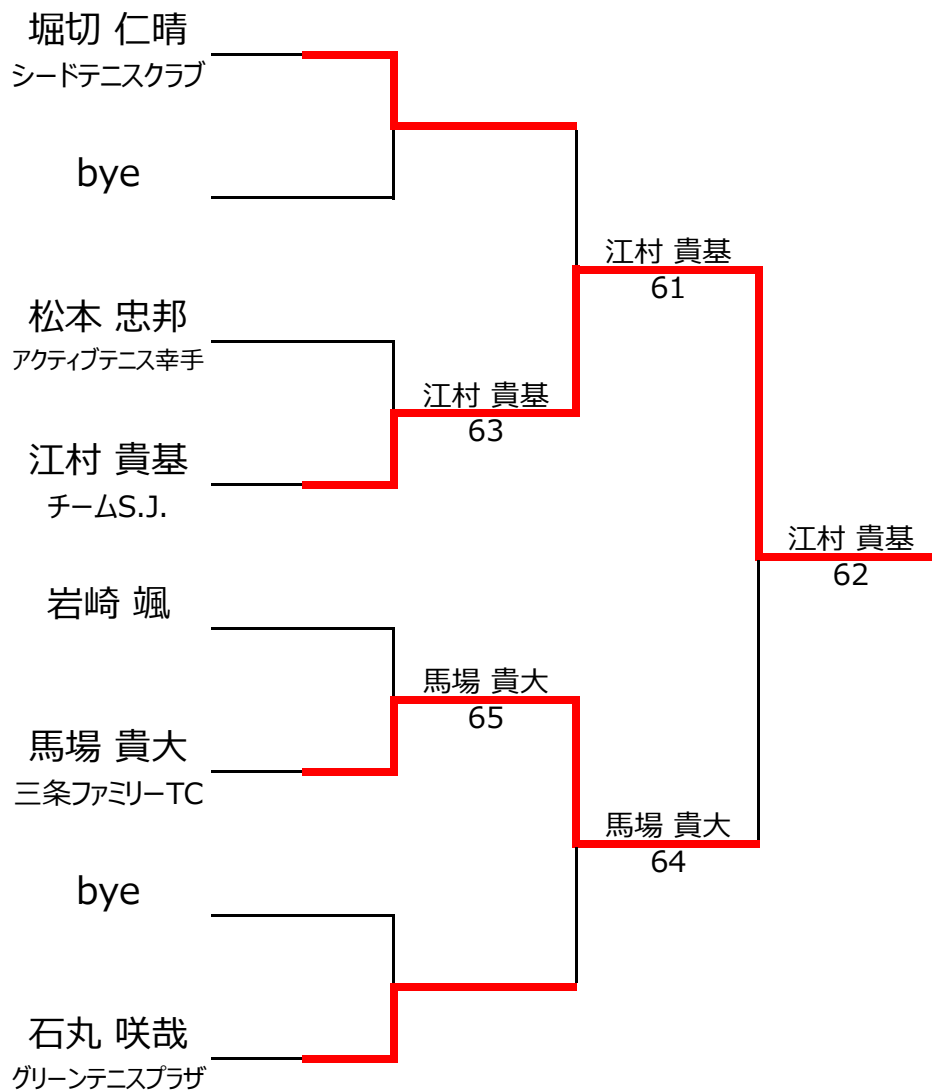 堀切 仁晴
シードテニスクラブ
bye
松本 忠邦
アクティブテニス幸手
江村 貴基
チームS.J.
岩崎 颯
馬場 貴大
三条ファミリーTC
bye
石丸 咲哉
グリーンテニスプラザ
江村 貴基
63
馬場 貴大
65
江村 貴基
61
馬場 貴大
64
江村 貴基
62